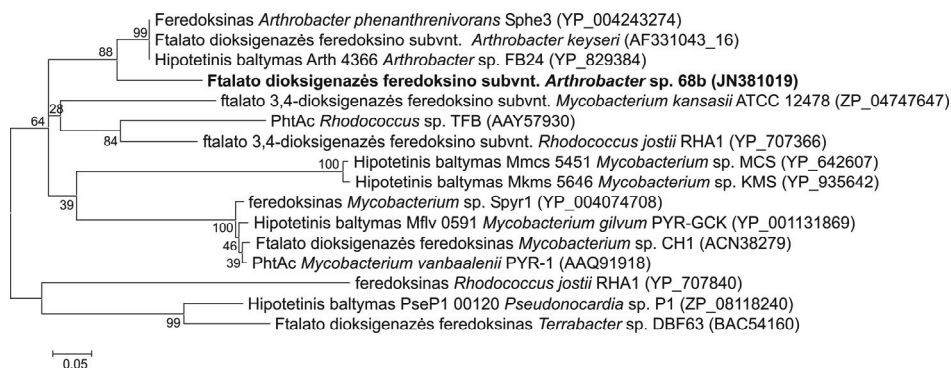 Feredoksinas Arthrobacter phenanthrenivorans Sphe3 (YP_004243274)
99
Ftalato dioksigenazės feredoksino subvnt. Arthrobacter keyseri (AF331043_16)
88
Hipotetinis baltymas Arth 4366 Arthrobacter sp. FB24 (YP_829384)
Ftalato dioksigenazės feredoksino subvnt. Arthrobacter sp. 68b (JN381019)
28
ftalato 3,4-dioksigenazės feredoksino subvnt. Mycobacterium kansasii ATCC 12478 (ZP_04747647)
64
PhtAc Rhodococcus sp. TFB (AAY57930)
84
ftalato 3,4-dioksigenazės feredoksino subvnt. Rhodococcus jostii RHA1 (YP_707366)
100
Hipotetinis baltymas Mmcs 5451 Mycobacterium sp. MCS (YP_642607)
Hipotetinis baltymas Mkms 5646 Mycobacterium sp. KMS (YP_935642)
39
feredoksinas Mycobacterium sp. Spyr1 (YP_004074708)
100
Hipotetinis baltymas Mflv 0591 Mycobacterium gilvum PYR-GCK (YP_001131869)
46
Ftalato dioksigenazės feredoksinas Mycobacterium sp. CH1 (ACN38279)
39
PhtAc Mycobacterium vanbaalenii PYR-1 (AAQ91918)
feredoksinas Rhodococcus jostii RHA1 (YP_707840)
Hipotetinis baltymas PseP1 00120 Pseudonocardia sp. P1 (ZP_08118240)
99
Ftalato dioksigenazės feredoksinas Terrabacter sp. DBF63 (BAC54160)
0.05